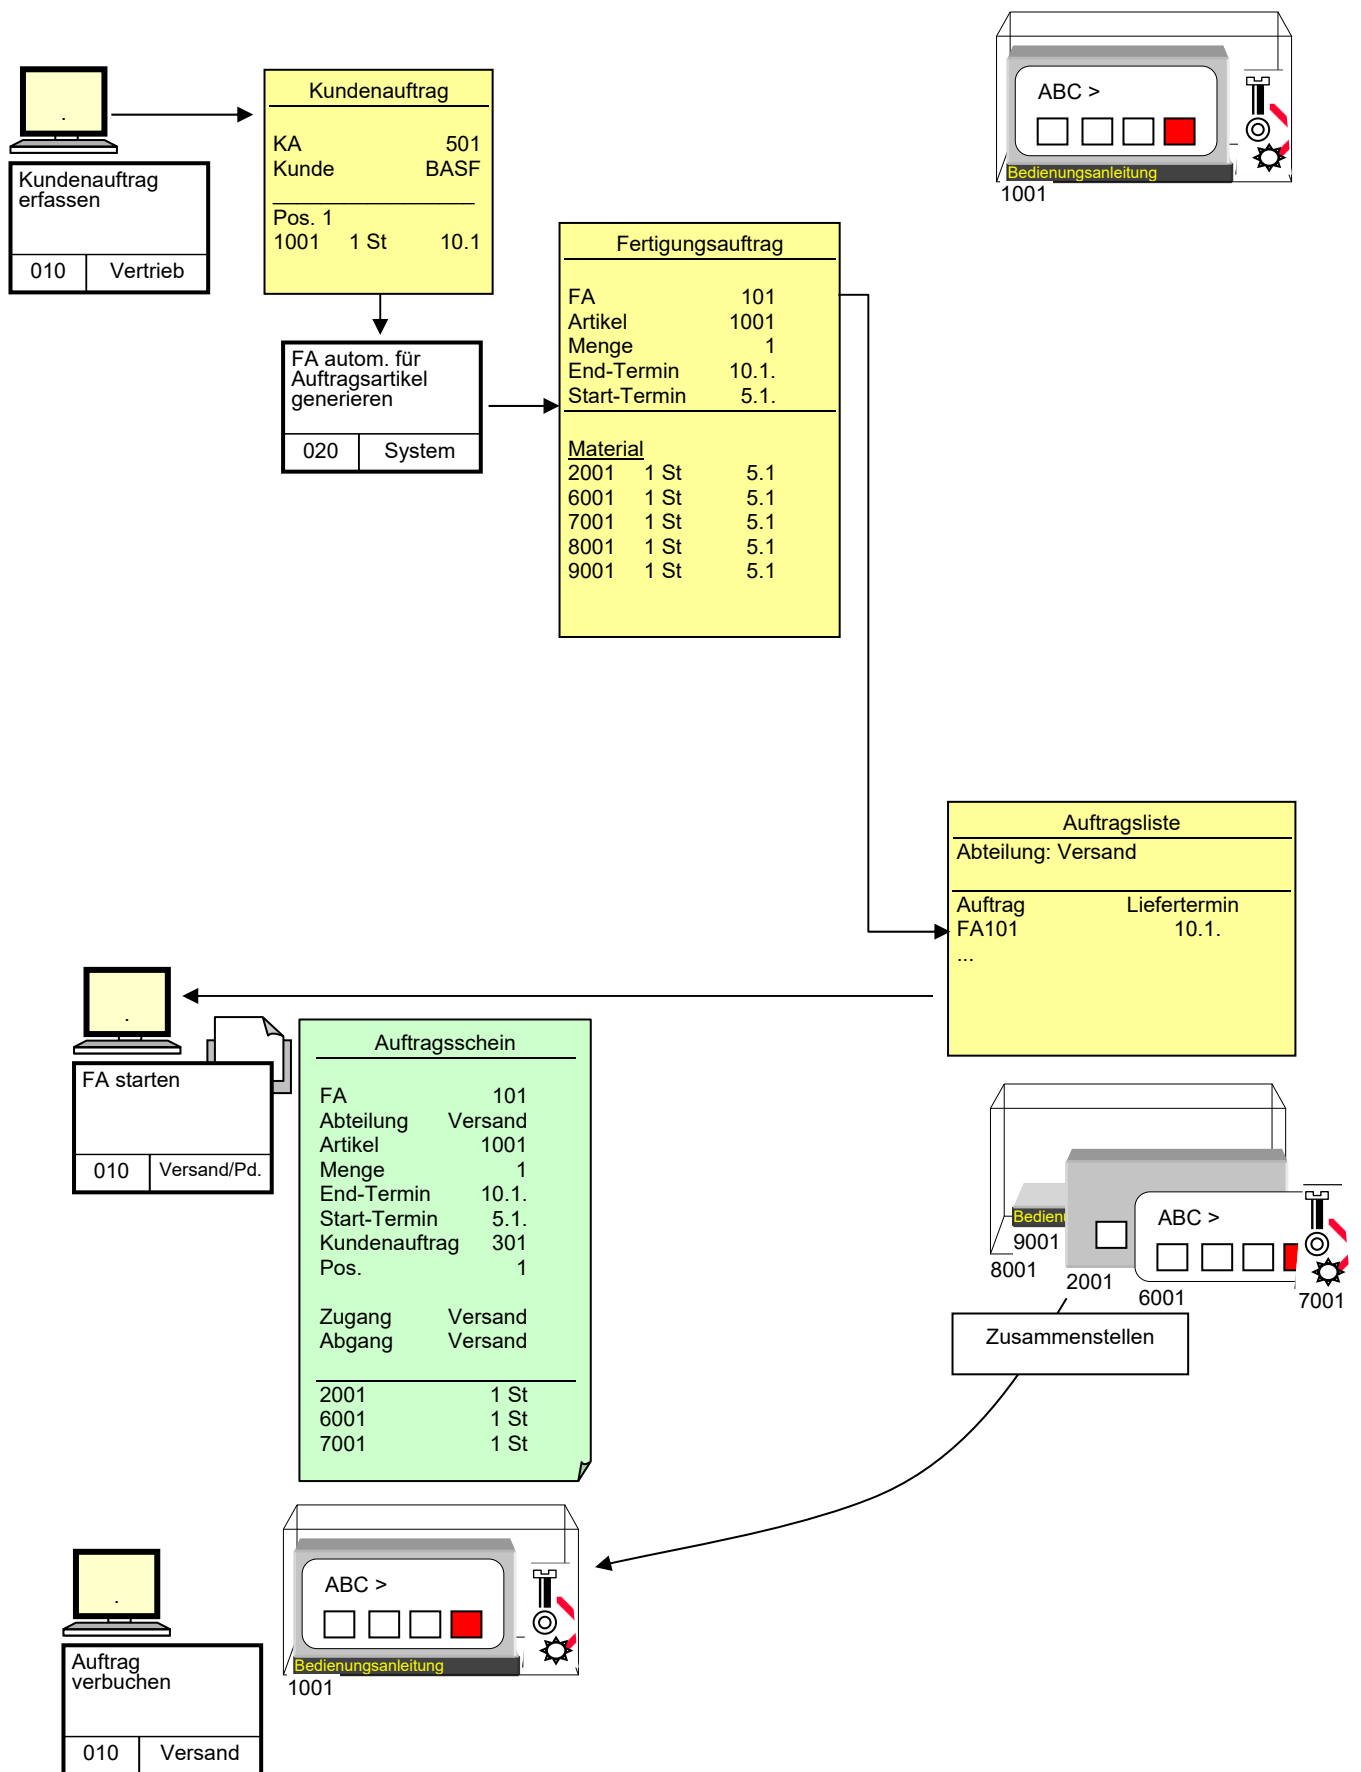 ABC >
Bedienungsanleitung
1001
Kundenauftrag
erfassen
010 Vertrieb
Kundenauftrag
KA 501
Kunde BASF
Pos. 1
1001 1 St 10.1
FA autom. für
Auftragsartikel
generieren
020 System
Fertigungsauftrag
FA 101
Artikel 1001
Menge 1
End-Termin 10.1.
Start-Termin 5.1.
Material
2001 1 St 5.1
6001 1 St 5.1
7001 1 St 5.1
8001 1 St 5.1
9001 1 St 5.1
Auftragsliste
Abteilung: Versand
Auftrag Liefertermin
FA101 10.1.
...
FA starten
010 Versand/Pd.
Auftragsschein
FA 101
Abteilung Versand
Artikel 1001
Menge 1
End-Termin 10.1.
Start-Termin 5.1.
Kundenauftrag 301
Pos. 1
Zugang Versand
Abgang Versand
2001 1 St
6001 1 St
7001 1 St
ABC >
Bedien
9001
8001
2001
6001
7001
Zusammenstellen
ABC >
Bedienungsanleitung
1001
Auftrag
verbuchen
010 Versand